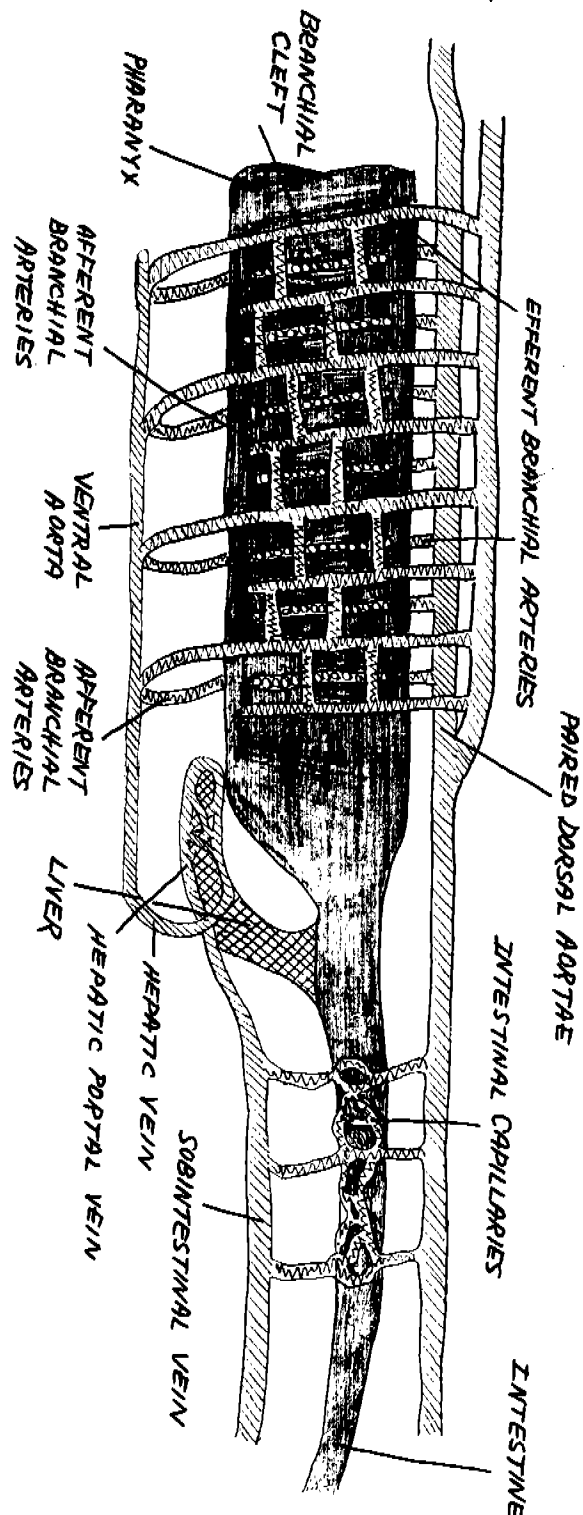 BRANCHIAL
CLEFT
PHARANYX
AFFERENT
BRANCHIAL
ARTERIES
VENTRAL
AORTA
AFFERENT
BRANCHIAL
ARTERIES
LIVER
HEPATIC PORTAL VEIN
HEPATIC VEIN
SOBINTESTINAL VEIN
EFFERENT BRANCHIAL ARTERIES
PAIRED DORSAL AORTAE
INTESTINAL CAPILLARIES
INTESTINE